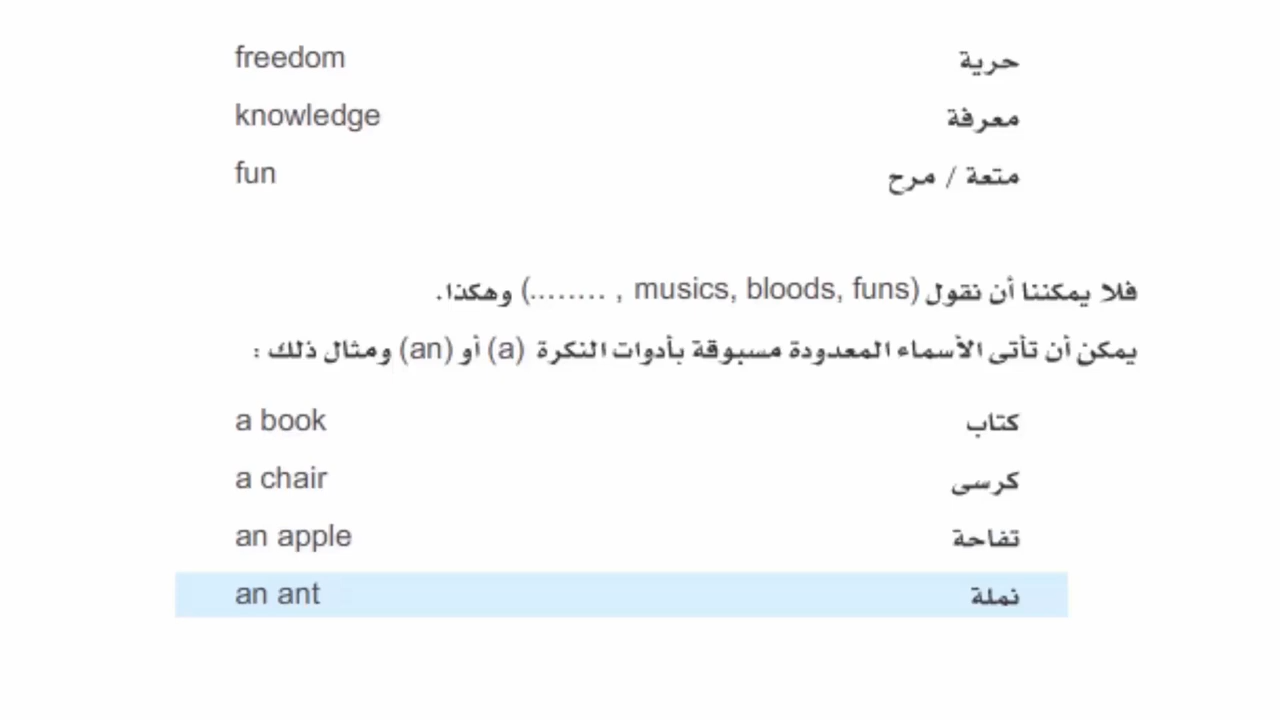 freedom حرية
knowledge معرفة
fun متعة / مرح
فلا يمكننا أن نقول (musics, bloods, funs , ........) وهكذا.
يمكن أن تأتى الأسماء المعدودة مسبوقة بأدوات النكرة (a) أو (an) ومثال ذلك :
a book كتاب
a chair كرسى
an apple تفاحة
an ant نملة